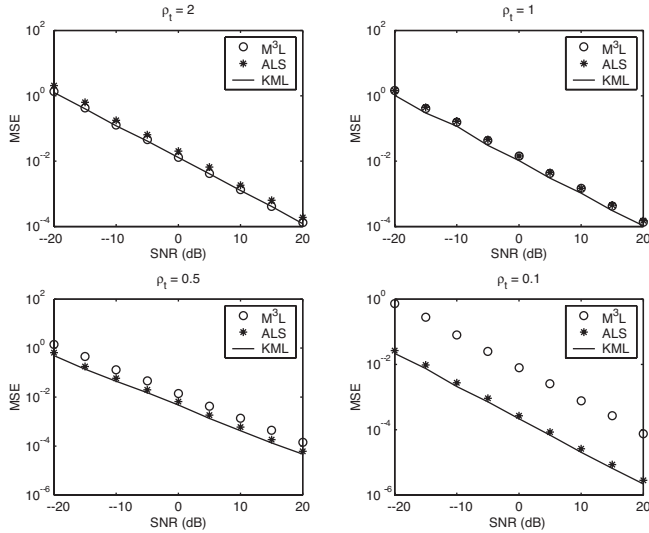 ρt = 2
10^2
10^0
10^-2
10^-4
MSE
--20
--10
0
10
20
SNR (dB)
M^3L
ALS
KML
ρt = 1
10^2
10^0
10^-2
10^-4
MSE
--20
--10
0
10
20
SNR (dB)
M^3L
ALS
KML
ρt = 0.5
10^2
10^0
10^-2
10^-4
10^-6
MSE
--20
--10
0
10
20
SNR (dB)
M^3L
ALS
KML
ρt = 0.1
10^0
10^-2
10^-4
10^-6
MSE
--20
--10
0
10
20
SNR (dB)
M^3L
ALS
KML